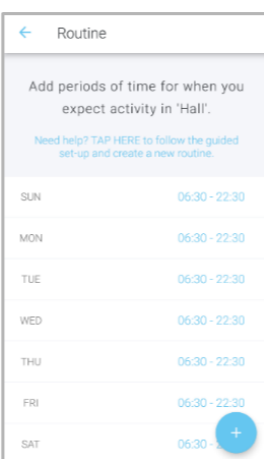 ← Routine
Add periods of time for when you
expect activity in 'Hall'.
Need help? TAP HERE to follow the guided
set-up and create a new routine.
SUN 06:30 - 22:30
MON 06:30 - 22:30
TUE 06:30 - 22:30
WED 06:30 - 22:30
THU 06:30 - 22:30
FRI 06:30 - 22:30
SAT 06:30 -
+